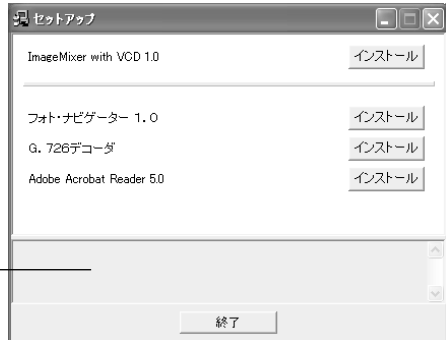 セットアップ
ImageMixer with VCD 1.0 インストール
フォト・ナビゲーター 1.0 インストール
G. 726デコーダ インストール
Adobe Acrobat Reader 5.0 インストール
終了